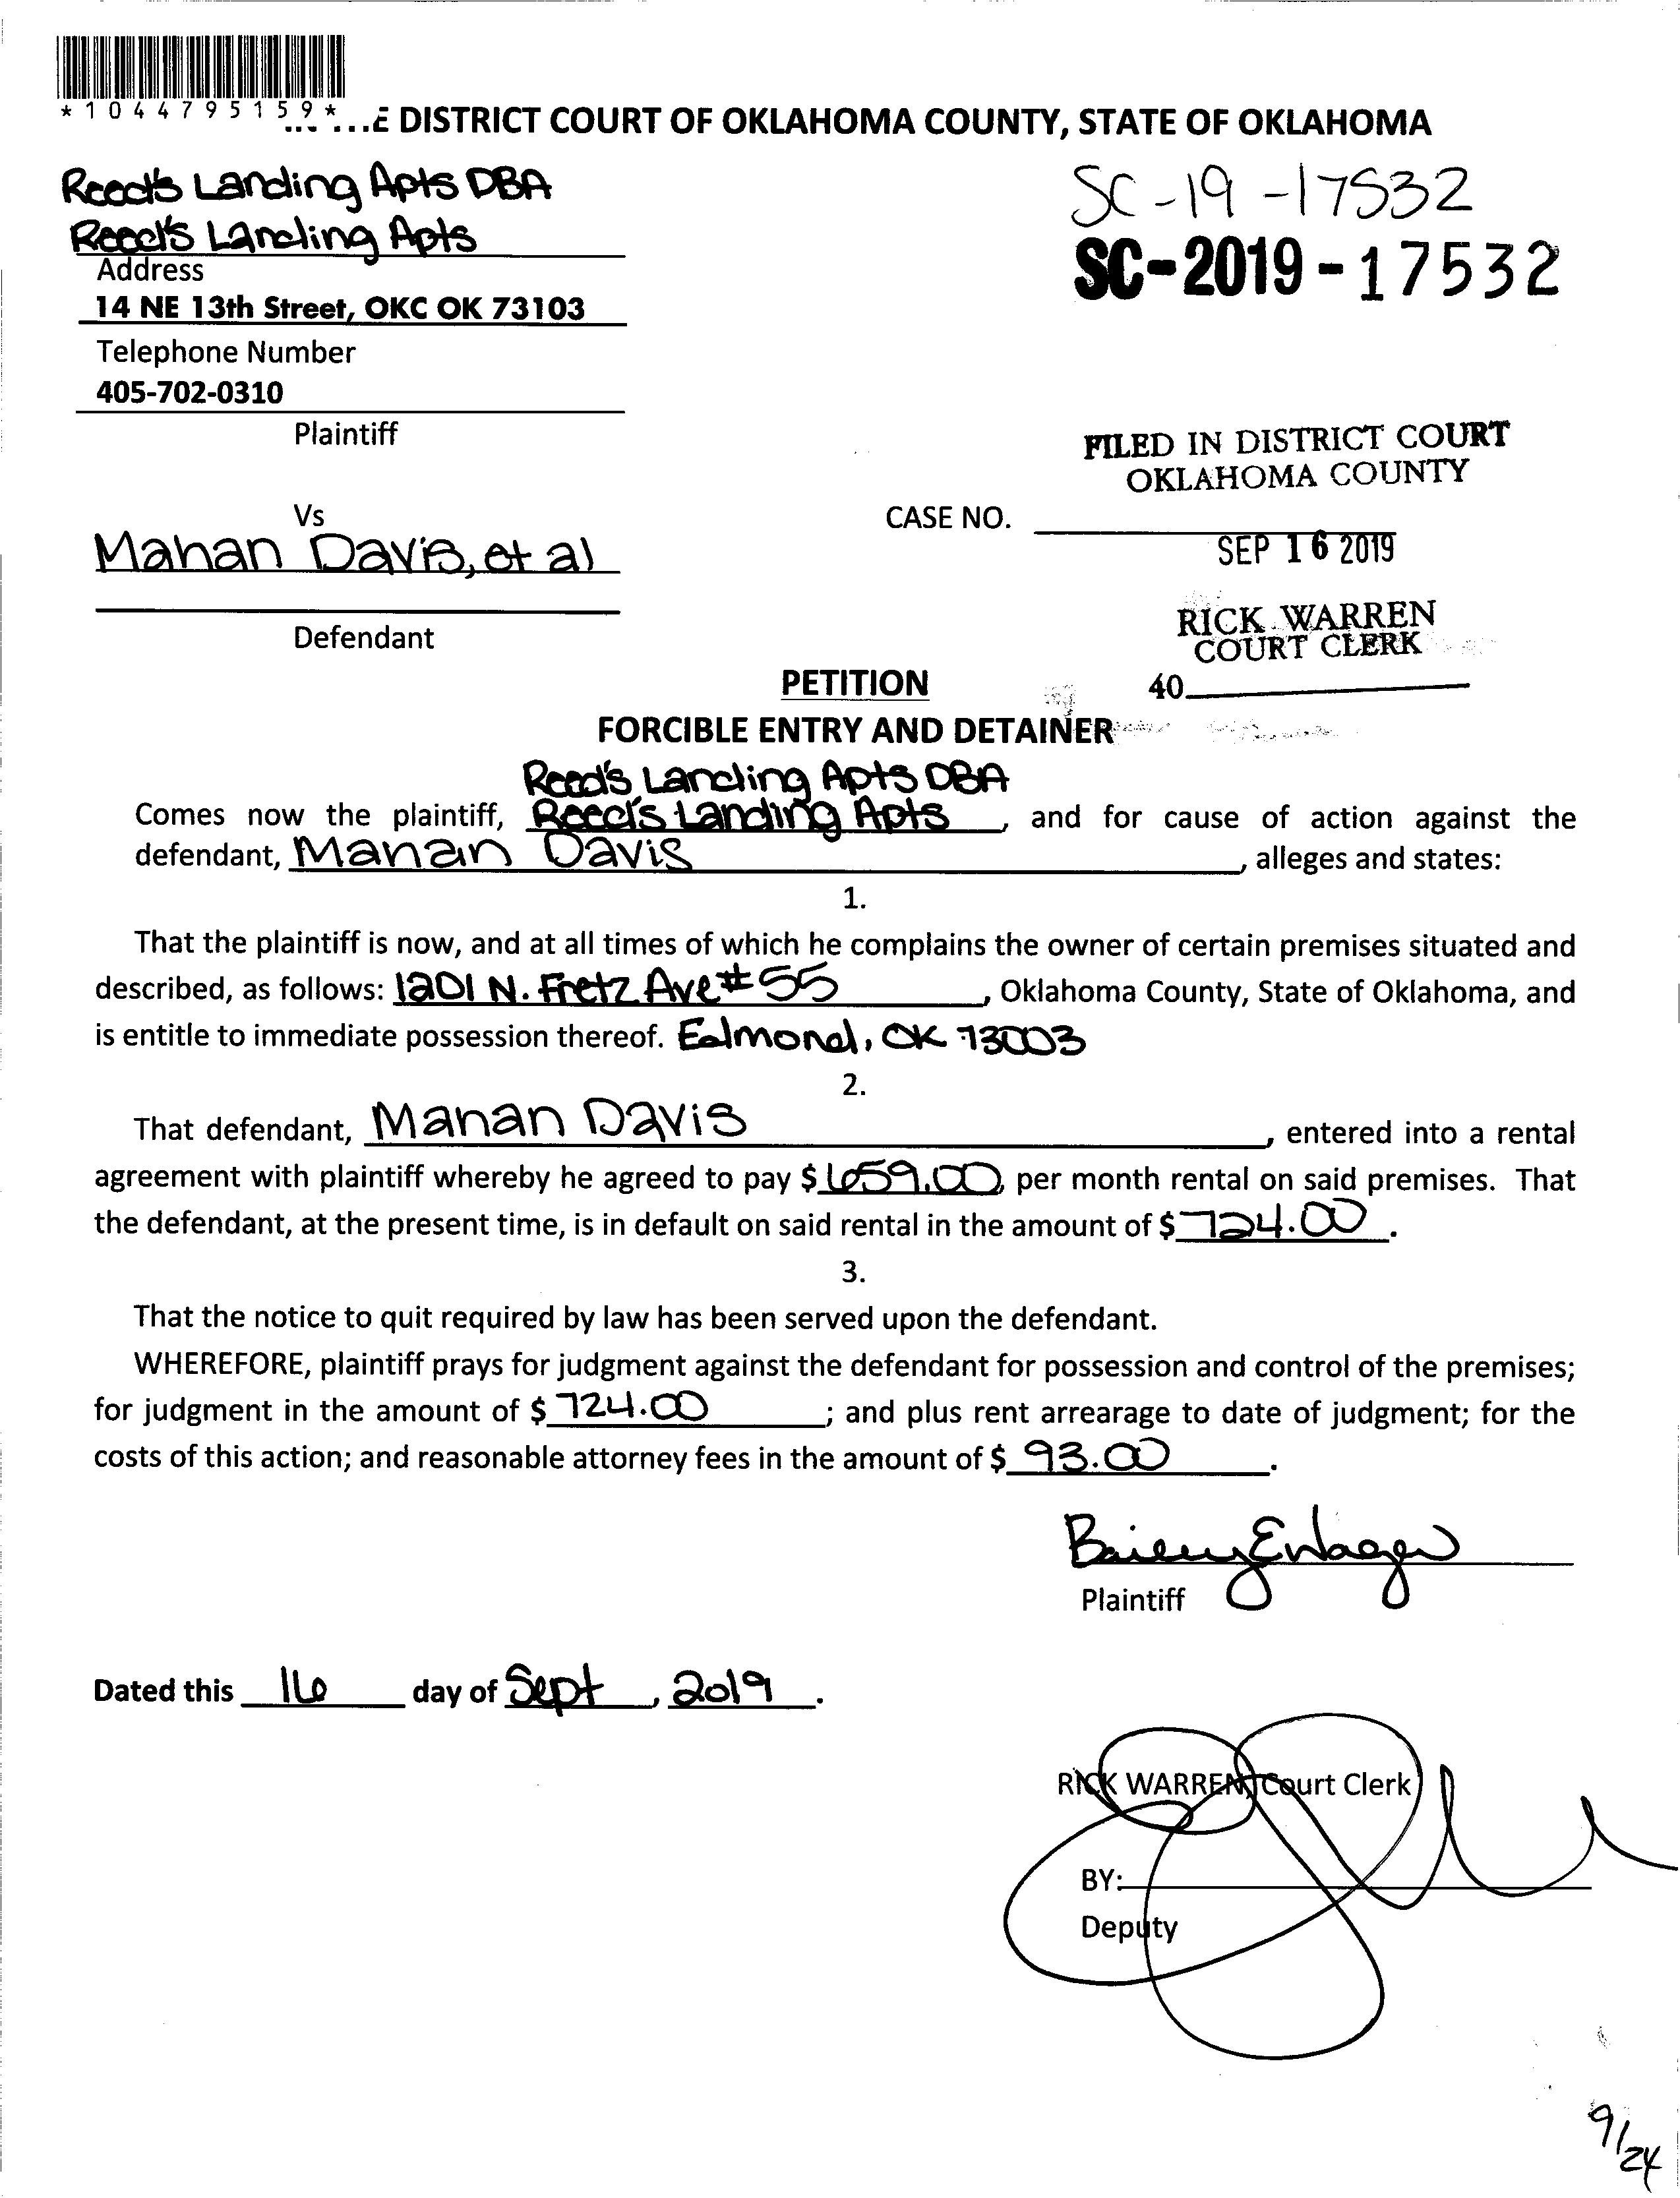 *1044795159*
E DISTRICT COURT OF OKLAHOMA COUNTY, STATE OF OKLAHOMA
Reed's Landing Apts DBA
Reed's Landing Apts
SC-19-17532
SC-2019-17532
Address
14 NE 13th Street, OKC OK 73103
Telephone Number
405-702-0310
Plaintiff
FILED IN DISTRICT COURT
OKLAHOMA COUNTY
Vs
CASE NO.
Mahan Davis, et al
SEP 16 2019
Defendant
RICK WARREN
COURT CLERK
PETITION
40
FORCIBLE ENTRY AND DETAINER
Reed's Landing Apts DBA
Comes now the plaintiff, Reed's Landing Apts, and for cause of action against the
defendant, Mahan Davis, alleges and states:
1.
That the plaintiff is now, and at all times of which he complains the owner of certain premises situated and
described, as follows: 1201 N. Fretz Ave #55, Oklahoma County, State of Oklahoma, and
is entitle to immediate possession thereof. Edmond, OK 73003
2.
That defendant, Mahan Davis, entered into a rental
agreement with plaintiff whereby he agreed to pay $659.00, per month rental on said premises. That
the defendant, at the present time, is in default on said rental in the amount of $724.00.
3.
That the notice to quit required by law has been served upon the defendant.
WHEREFORE, plaintiff prays for judgment against the defendant for possession and control of the premises;
for judgment in the amount of $724.00; and plus rent arrearage to date of judgment; for the
costs of this action; and reasonable attorney fees in the amount of $93.00.
Plaintiff
Dated this 16 day of Sept, 2019.
RICK WARREN, Court Clerk
BY:
Deputy
9/24